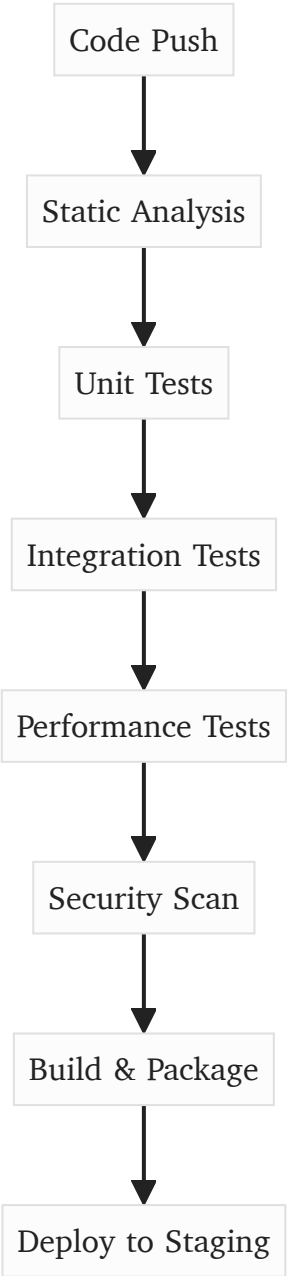 Code Push
Static Analysis
Unit Tests
Integration Tests
Performance Tests
Security Scan
Build & Package
Deploy to Staging